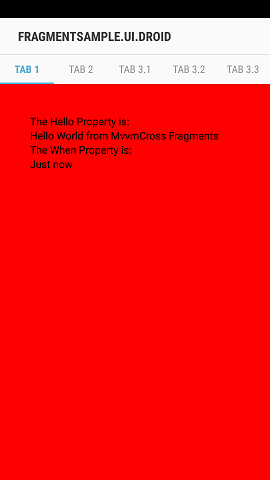 FRAGMENTSAMPLE.UI.DROID
TAB 1 TAB 2 TAB 3.1 TAB 3.2 TAB 3.3
The Hello Property is:
Hello World from MvvmCross Fragments
The When Property is:
Just now